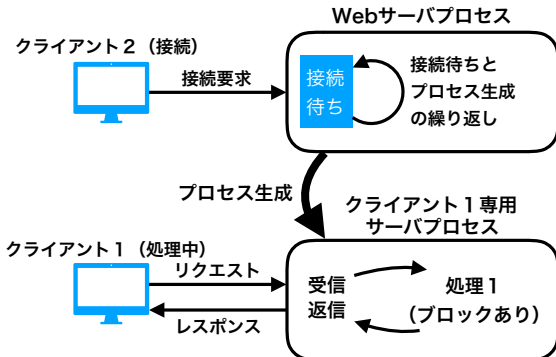 Webサーバプロセス
クライアント２（接続）
接続要求
接続
待ち
接続待ちと
プロセス生成
の繰り返し
プロセス生成
クライアント１専用
サーバプロセス
クライアント１（処理中）
リクエスト
レスポンス
受信
返信
処理１
（ブロックあり）